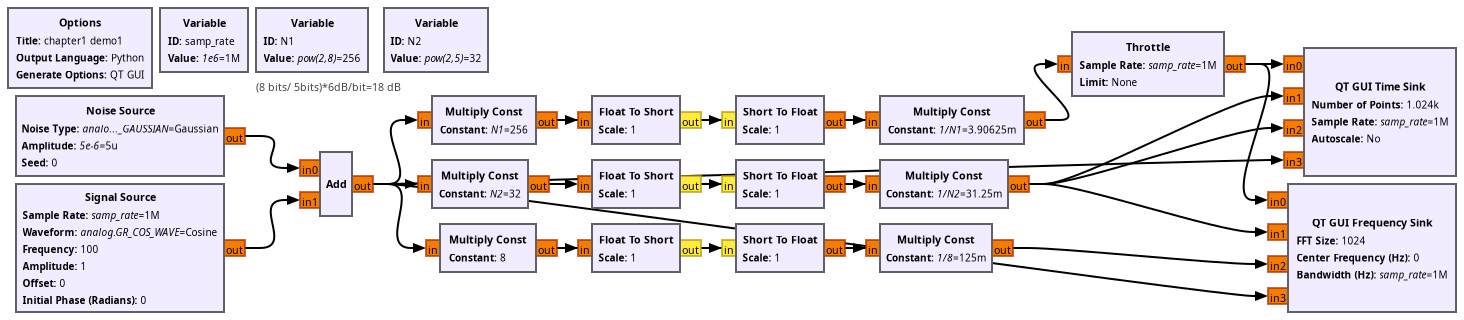 Options
Title: chapter1 demo1
Output Language: Python
Generate Options: QT GUI
Variable
ID: samp_rate
Value: 1e6=1M
Variable
ID: N1
Value: pow(2,8)=256
Variable
ID: N2
Value: pow(2,5)=32
(8 bits/ 5bits)*6dB/bit=18 dB
Noise Source
Noise Type: analo..._GAUSSIAN=Gaussian
Amplitude: 5e-6=5u
Seed: 0
out
Signal Source
Sample Rate: samp_rate=1M
Waveform: analog.GR_COS_WAVE=Cosine
Frequency: 100
Amplitude: 1
Offset: 0
Initial Phase (Radians): 0
out
in0
in1
Add
out
in
Multiply Const
Constant: N1=256
out
in
Float To Short
Scale: 1
out
in
Short To Float
Scale: 1
out
in
Multiply Const
Constant: 1/N1=3.90625m
out
in
Multiply Const
Constant: N2=32
out
in
Float To Short
Scale: 1
out
in
Short To Float
Scale: 1
out
in
Multiply Const
Constant: 1/N2=31.25m
out
in
Multiply Const
Constant: 8
out
in
Float To Short
Scale: 1
out
in
Short To Float
Scale: 1
out
in
Multiply Const
Constant: 1/8=125m
out
in
Throttle
Sample Rate: samp_rate=1M
Limit: None
out
in0
in1
in2
in3
QT GUI Time Sink
Number of Points: 1.024k
Sample Rate: samp_rate=1M
Autoscale: No
in0
in1
in2
in3
QT GUI Frequency Sink
FFT Size: 1024
Center Frequency (Hz): 0
Bandwidth (Hz): samp_rate=1M